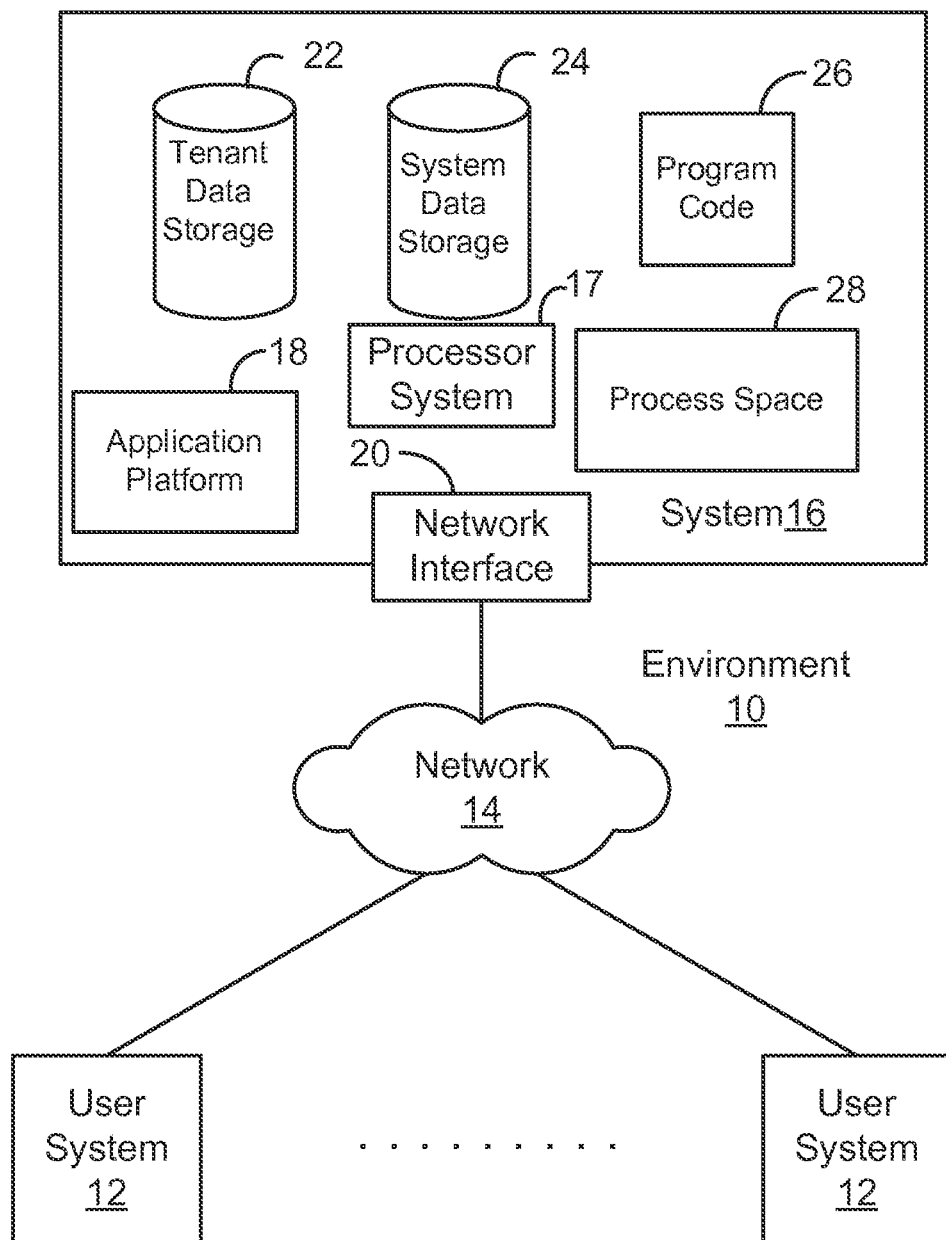 22
24
26
Tenant
Data
Storage
System
Data
Storage
Program
Code
17
28
18
Processor
System
Process Space
Application
Platform
20
System16
Network
Interface
Environment
10
Network
14
User
System
12
User
System
12